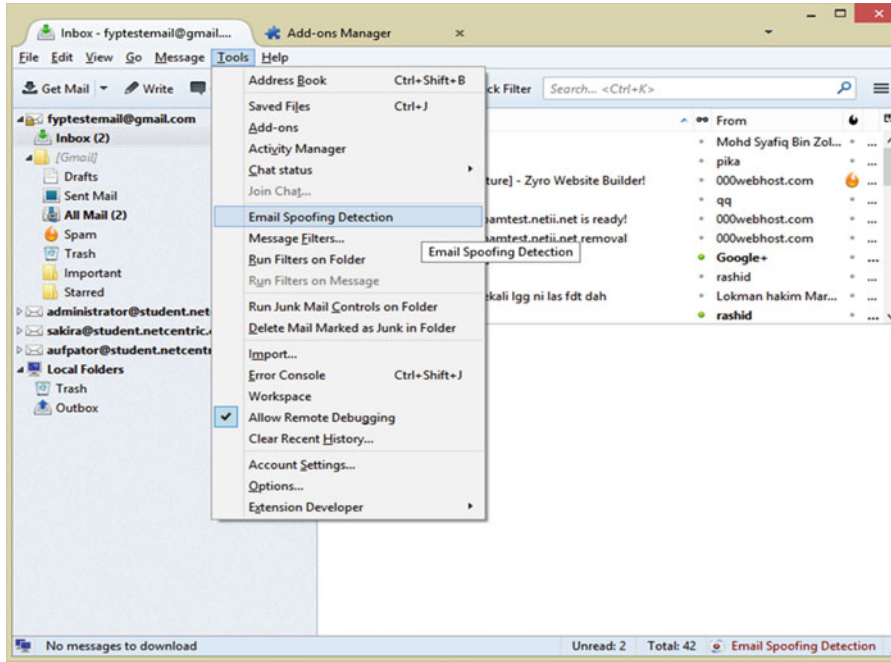 Inbox - fyptestemail@gmail....
Add-ons Manager
File Edit View Go Message Tools Help
Get Mail Write
ck Filter Search... <Ctrl+K>
fyptestemail@gmail.com
Inbox (2)
[Gmail]
Drafts
Sent Mail
All Mail (2)
Spam
Trash
Important
Starred
administrator@student.net
sakira@student.netcentric.
aufpator@student.netcentr
Local Folders
Trash
Outbox
Address Book Ctrl+Shift+B
Saved Files Ctrl+J
Add-ons
Activity Manager
Chat status
Join Chat...
Email Spoofing Detection
Message Filters...
Run Filters on Folder
Run Filters on Message
Run Junk Mail Controls on Folder
Delete Mail Marked as Junk in Folder
Import...
Error Console Ctrl+Shift+J
Workspace
Allow Remote Debugging
Clear Recent History...
Account Settings...
Options...
Extension Developer
Email Spoofing Detection
From
Mohd Syafiq Bin Zol... ...
pika ...
ture] - Zyro Website Builder! 000webhost.com ...
qq ...
pamtest.netii.net is ready! 000webhost.com ...
pamtest.netii.net removal 000webhost.com ...
Google+ ...
rashid ...
ekali lgg ni las fdt dah Lokman hakim Mar... ...
rashid ...
No messages to download
Unread: 2 Total: 42 Email Spoofing Detection